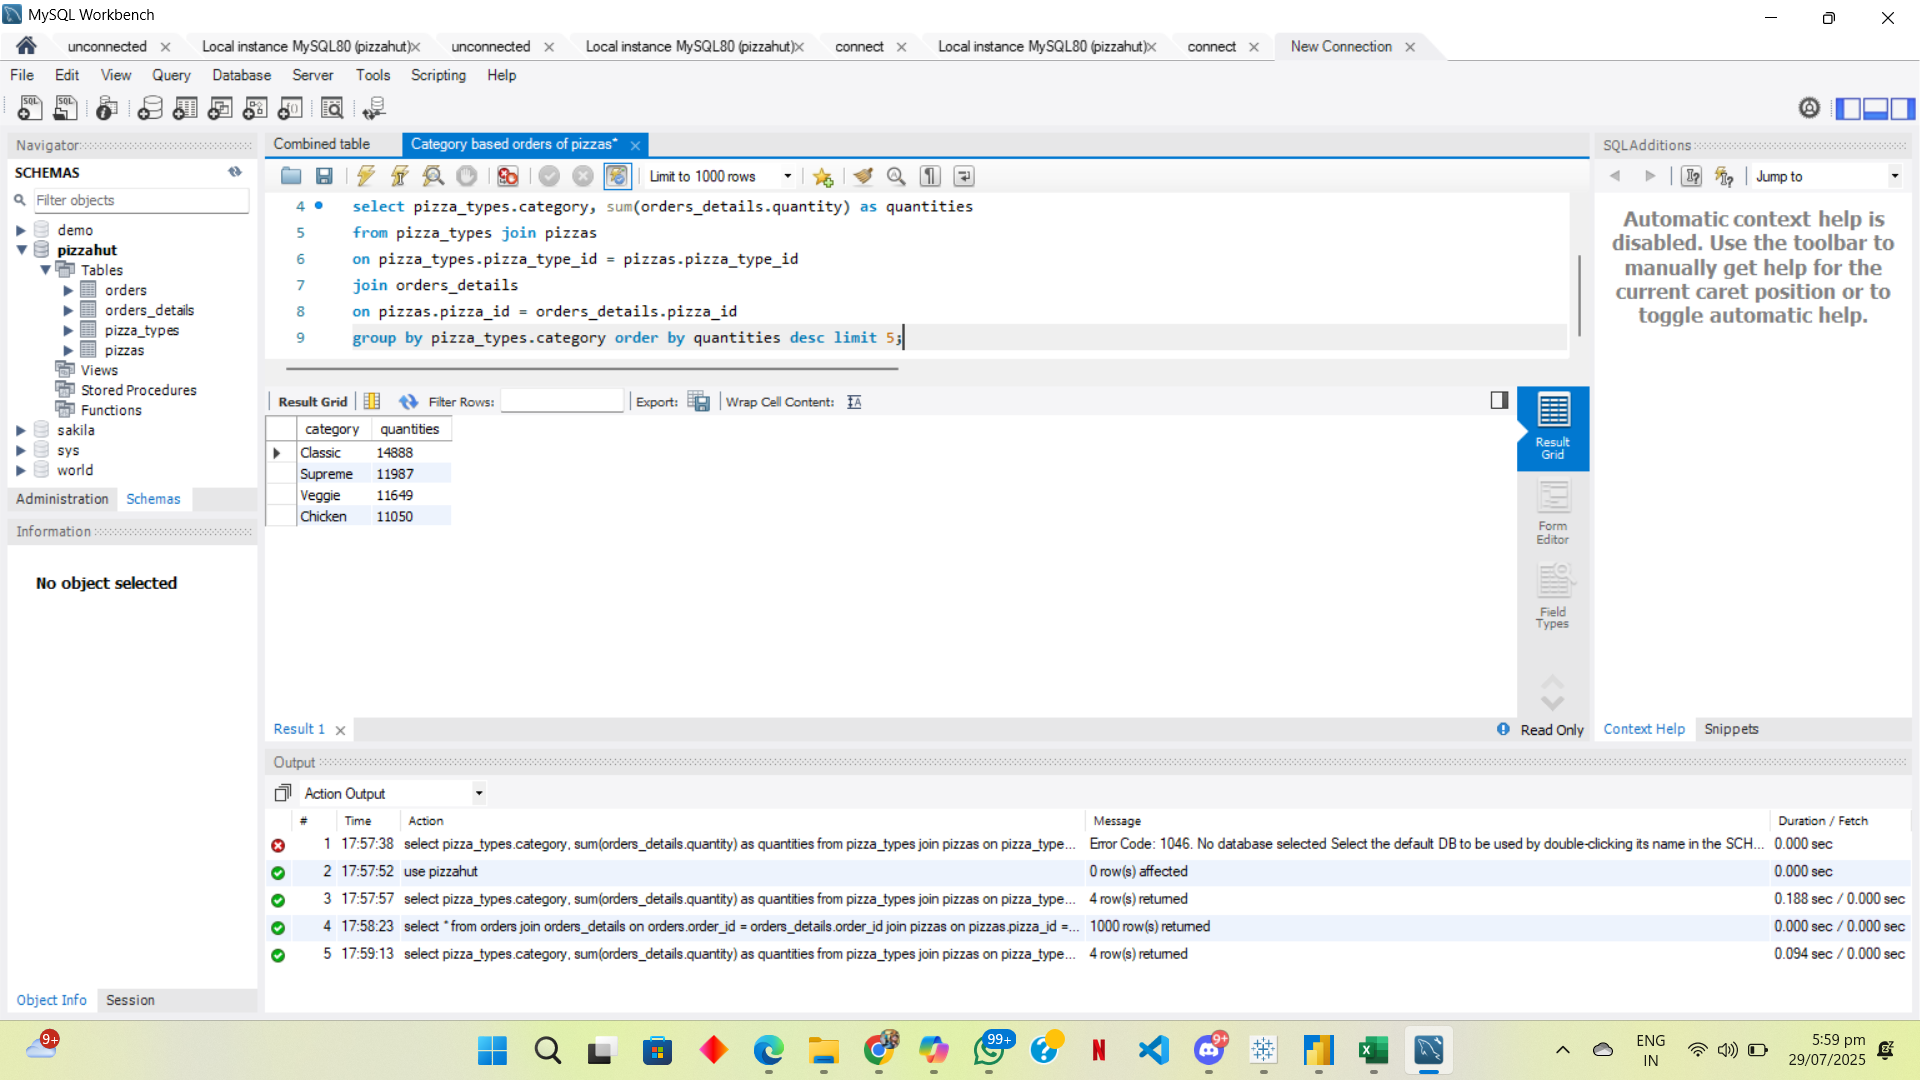 MySQL Workbench
unconnected
Local instance MySQL80 (pizzahut)
unconnected
Local instance MySQL80 (pizzahut)
connect
Local instance MySQL80 (pizzahut)
connect
New Connection
File Edit View Query Database Server Tools Scripting Help
Navigator
SCHEMAS
Filter objects
demo
pizzahut
Tables
orders
orders_details
pizza_types
pizzas
Views
Stored Procedures
Functions
sakila
sys
world
Administration Schemas
Information
No object selected
Object Info Session
Combined table
Category based orders of pizzas*
Limit to 1000 rows
4 select pizza_types.category, sum(orders_details.quantity) as quantities
5 from pizza_types join pizzas
6 on pizza_types.pizza_type_id = pizzas.pizza_type_id
7 join orders_details
8 on pizzas.pizza_id = orders_details.pizza_id
9 group by pizza_types.category order by quantities desc limit 5;
Result Grid Filter Rows: Export: Wrap Cell Content:
category quantities
Classic 14888
Supreme 11987
Veggie 11649
Chicken 11050
Result Grid
Form Editor
Field Types
Result 1
Read Only
SQLAdditions
Jump to
Automatic context help is
disabled. Use the toolbar to
manually get help for the
current caret position or to
toggle automatic help.
Context Help Snippets
Output
Action Output
# Time Action Message Duration / Fetch
1 17:57:38 select pizza_types.category, sum(orders_details.quantity) as quantities from pizza_types join pizzas on pizza_type... Error Code: 1046. No database selected Select the default DB to be used by double-clicking its name in the SCH... 0.000 sec
2 17:57:52 use pizzahut 0 row(s) affected 0.000 sec
3 17:57:57 select pizza_types.category, sum(orders_details.quantity) as quantities from pizza_types join pizzas on pizza_type... 4 row(s) returned 0.188 sec / 0.000 sec
4 17:58:23 select * from orders join orders_details on orders.order_id = orders_details.order_id join pizzas on pizzas.pizza_id =... 1000 row(s) returned 0.000 sec / 0.000 sec
5 17:59:13 select pizza_types.category, sum(orders_details.quantity) as quantities from pizza_types join pizzas on pizza_type... 4 row(s) returned 0.094 sec / 0.000 sec
9+
99+
9+
ENG
IN
5:59 pm
29/07/2025